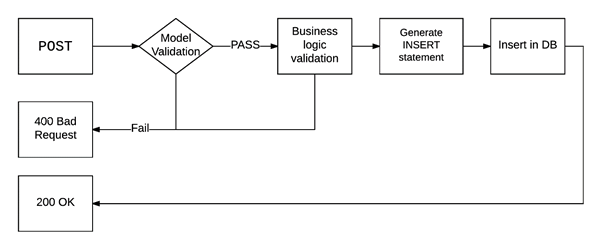 POST
Model
Validation
PASS
Business
logic
validation
Generate
INSERT
statement
Insert in DB
400 Bad
Request
Fail
200 OK